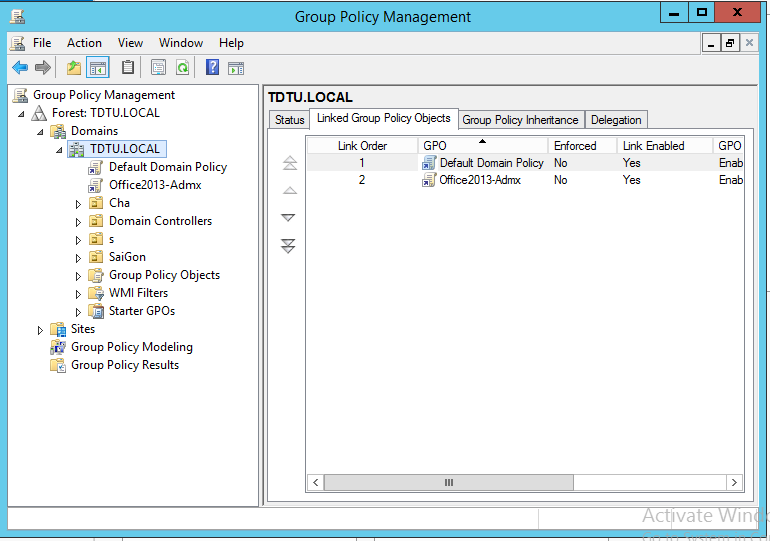 Group Policy Management
File Action View Window Help
Group Policy Management
Forest: TDTU.LOCAL
Domains
TDTU.LOCAL
Default Domain Policy
Office2013-Admx
Cha
Domain Controllers
s
SaiGon
Group Policy Objects
WMI Filters
Starter GPOs
Sites
Group Policy Modeling
Group Policy Results
TDTU.LOCAL
Status Linked Group Policy Objects Group Policy Inheritance Delegation
Link Order GPO Enforced Link Enabled GPO
1 Default Domain Policy No Yes Enab
2 Office2013-Admx No Yes Enab
Activate Windo